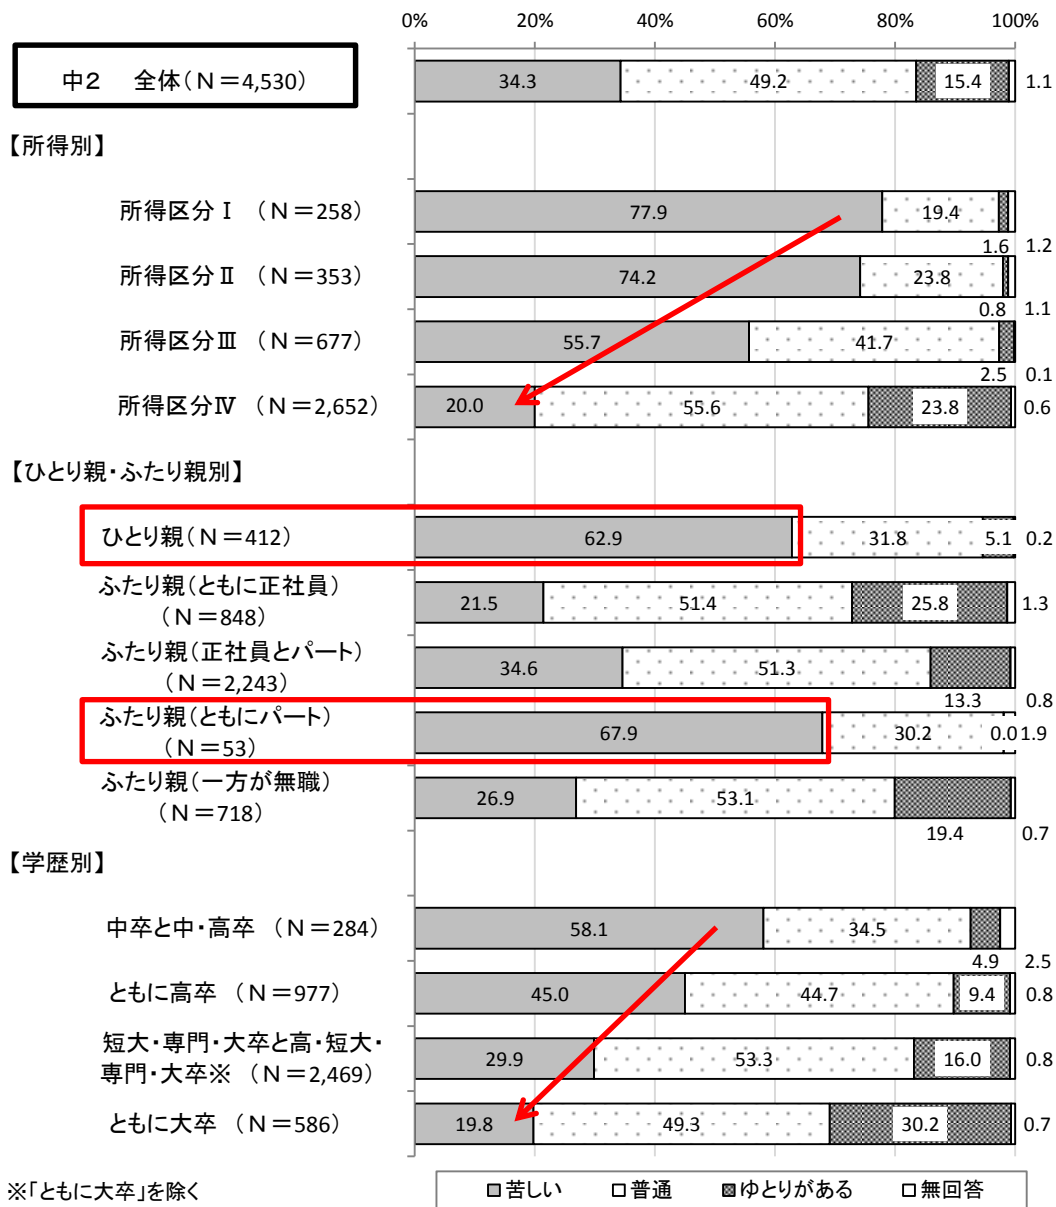 0% 20% 40% 60% 80% 100%
中2 全体(N=4,530) 34.3 49.2 15.4 1.1
【所得別】
所得区分Ⅰ (N=258) 77.9 19.4
1.6 1.2
所得区分Ⅱ (N=353) 74.2 23.8
0.8 1.1
所得区分Ⅲ (N=677) 55.7 41.7
2.5 0.1
所得区分Ⅳ (N=2,652) 20.0 55.6 23.8 0.6
【ひとり親・ふたり親別】
ひとり親(N=412) 62.9 31.8 5.1 0.2
ふたり親(ともに正社員)
(N=848) 21.5 51.4 25.8 1.3
ふたり親(正社員とパート)
(N=2,243) 34.6 51.3
13.3 0.8
ふたり親(ともにパート)
(N=53) 67.9 30.2 0.0 1.9
ふたり親(一方が無職)
(N=718) 26.9 53.1
19.4 0.7
【学歴別】
中卒と中・高卒 (N=284) 58.1 34.5
4.9 2.5
ともに高卒 (N=977) 45.0 44.7 9.4 0.8
短大・専門・大卒と高・短大・
専門・大卒※ (N=2,469) 29.9 53.3 16.0 0.8
ともに大卒 (N=586) 19.8 49.3 30.2 0.7
※「ともに大卒」を除く
苦しい 普通 ゆとりがある 無回答